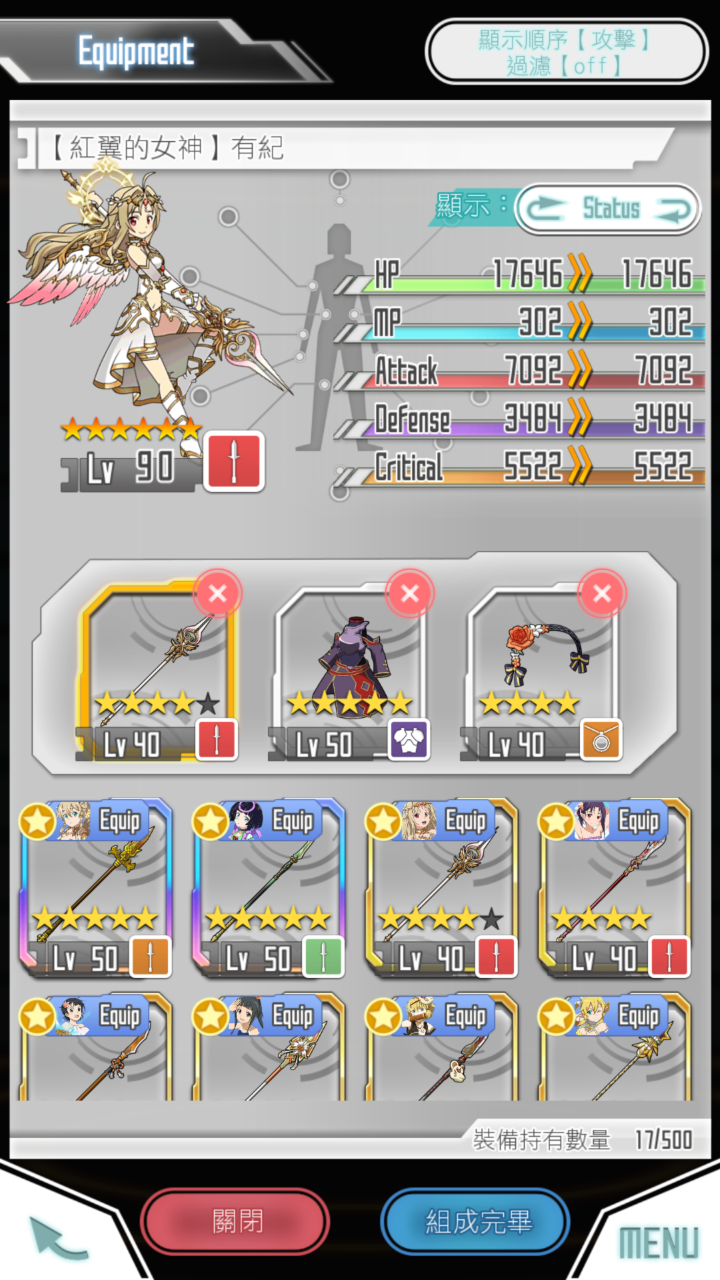 Equipment
顯示順序【攻擊】
過濾【off】
【紅翼的女神】有紀
顯示：
Status
HP 17646 17646
MP 302 302
Attack 7092 7092
Defense 3484 3484
Critical 5522 5522
Lv 90
Lv 40 Lv 50 Lv 40
Equip Equip Equip Equip
Lv 50 Lv 50 Lv 40 Lv 40
Equip Equip Equip Equip
裝備持有數量 17/500
關閉 組成完畢
MENU